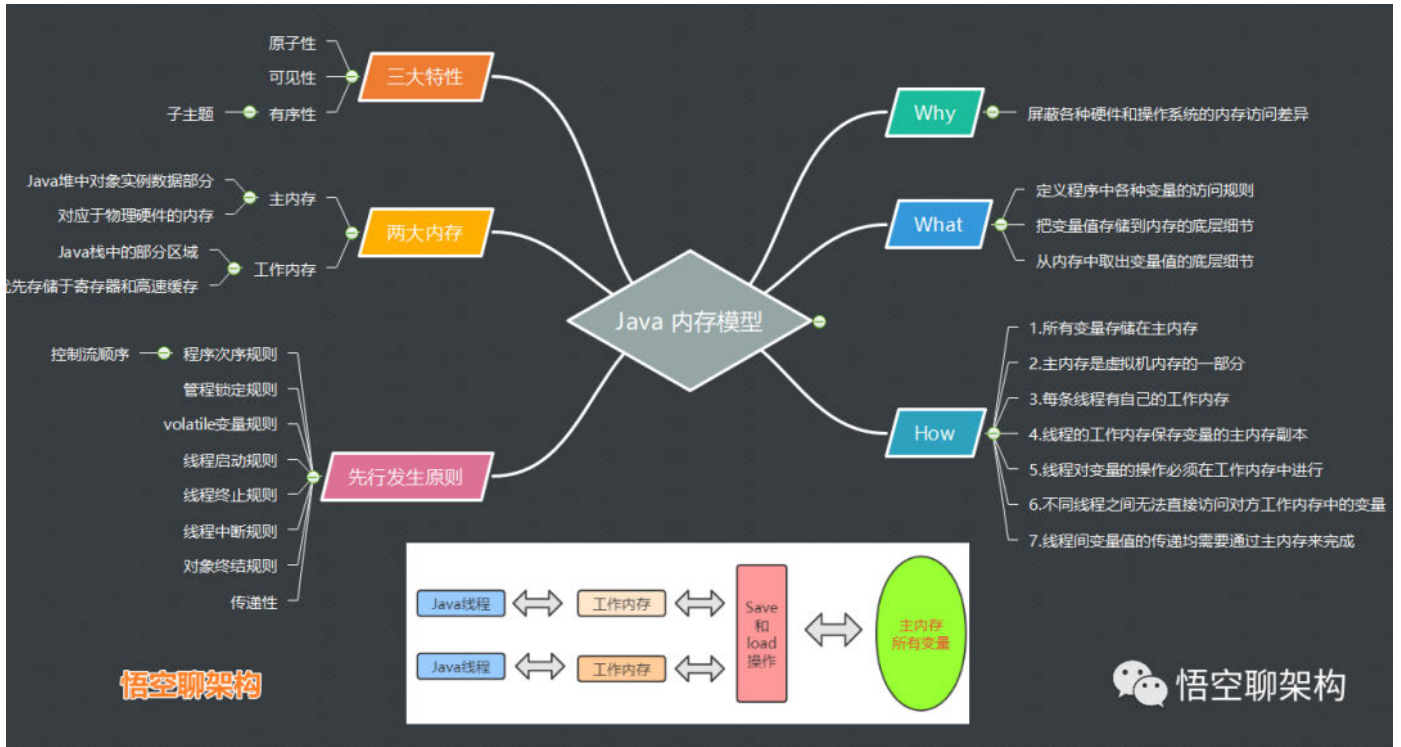 三大特性
原子性
可见性
有序性
子主题
两大内存
主内存
Java堆中对象实例数据部分
对应于物理硬件的内存
工作内存
Java栈中的部分区域
先存储于寄存器和高速缓存
先行发生原则
程序次序规则
控制流顺序
管程锁定规则
volatile变量规则
线程启动规则
线程终止规则
线程中断规则
对象终结规则
传递性
Java 内存模型
Why
屏蔽各种硬件和操作系统的内存访问差异
What
定义程序中各种变量的访问规则
把变量值存储到内存的底层细节
从内存中取出变量值的底层细节
How
1.所有变量存储在主内存
2.主内存是虚拟机内存的一部分
3.每条线程有自己的工作内存
4.线程的工作内存保存变量的主内存副本
5.线程对变量的操作必须在工作内存中进行
6.不同线程之间无法直接访问对方工作内存中的变量
7.线程间变量值的传递均需要通过主内存来完成
Java线程
工作内存
Java线程
工作内存
Save
和
load
操作
主内存
所有变量
悟空聊架构
悟空聊架构